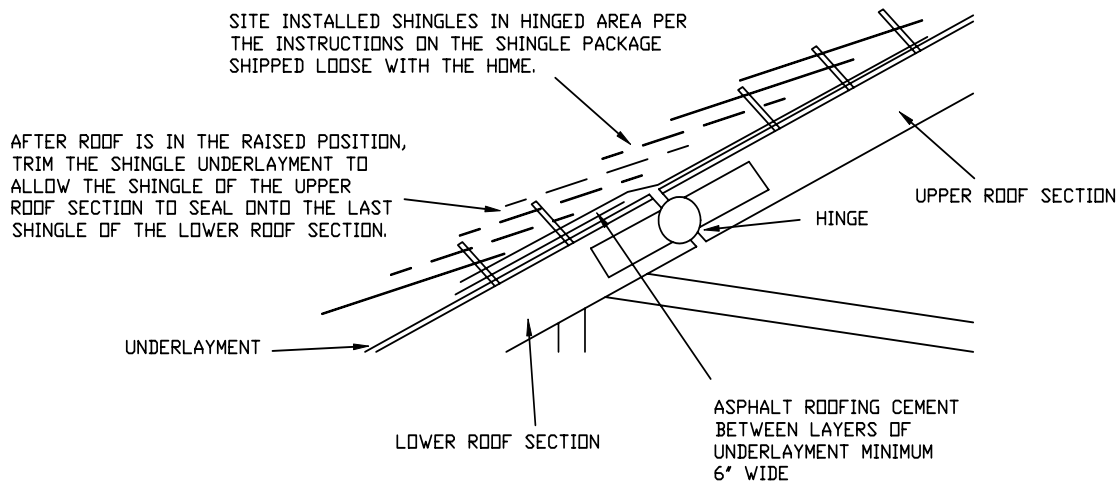 SITE INSTALLED SHINGLES IN HINGED AREA PER
THE INSTRUCTIONS ON THE SHINGLE PACKAGE
SHIPPED LOOSE WITH THE HOME.
AFTER ROOF IS IN THE RAISED POSITION,
TRIM THE SHINGLE UNDERLAYMENT TO
ALLOW THE SHINGLE OF THE UPPER
ROOF SECTION TO SEAL ONTO THE LAST
SHINGLE OF THE LOWER ROOF SECTION.
UPPER ROOF SECTION
HINGE
UNDERLAYMENT
LOWER ROOF SECTION
ASPHALT ROOFING CEMENT
BETWEEN LAYERS OF
UNDERLAYMENT MINIMUM
6" WIDE